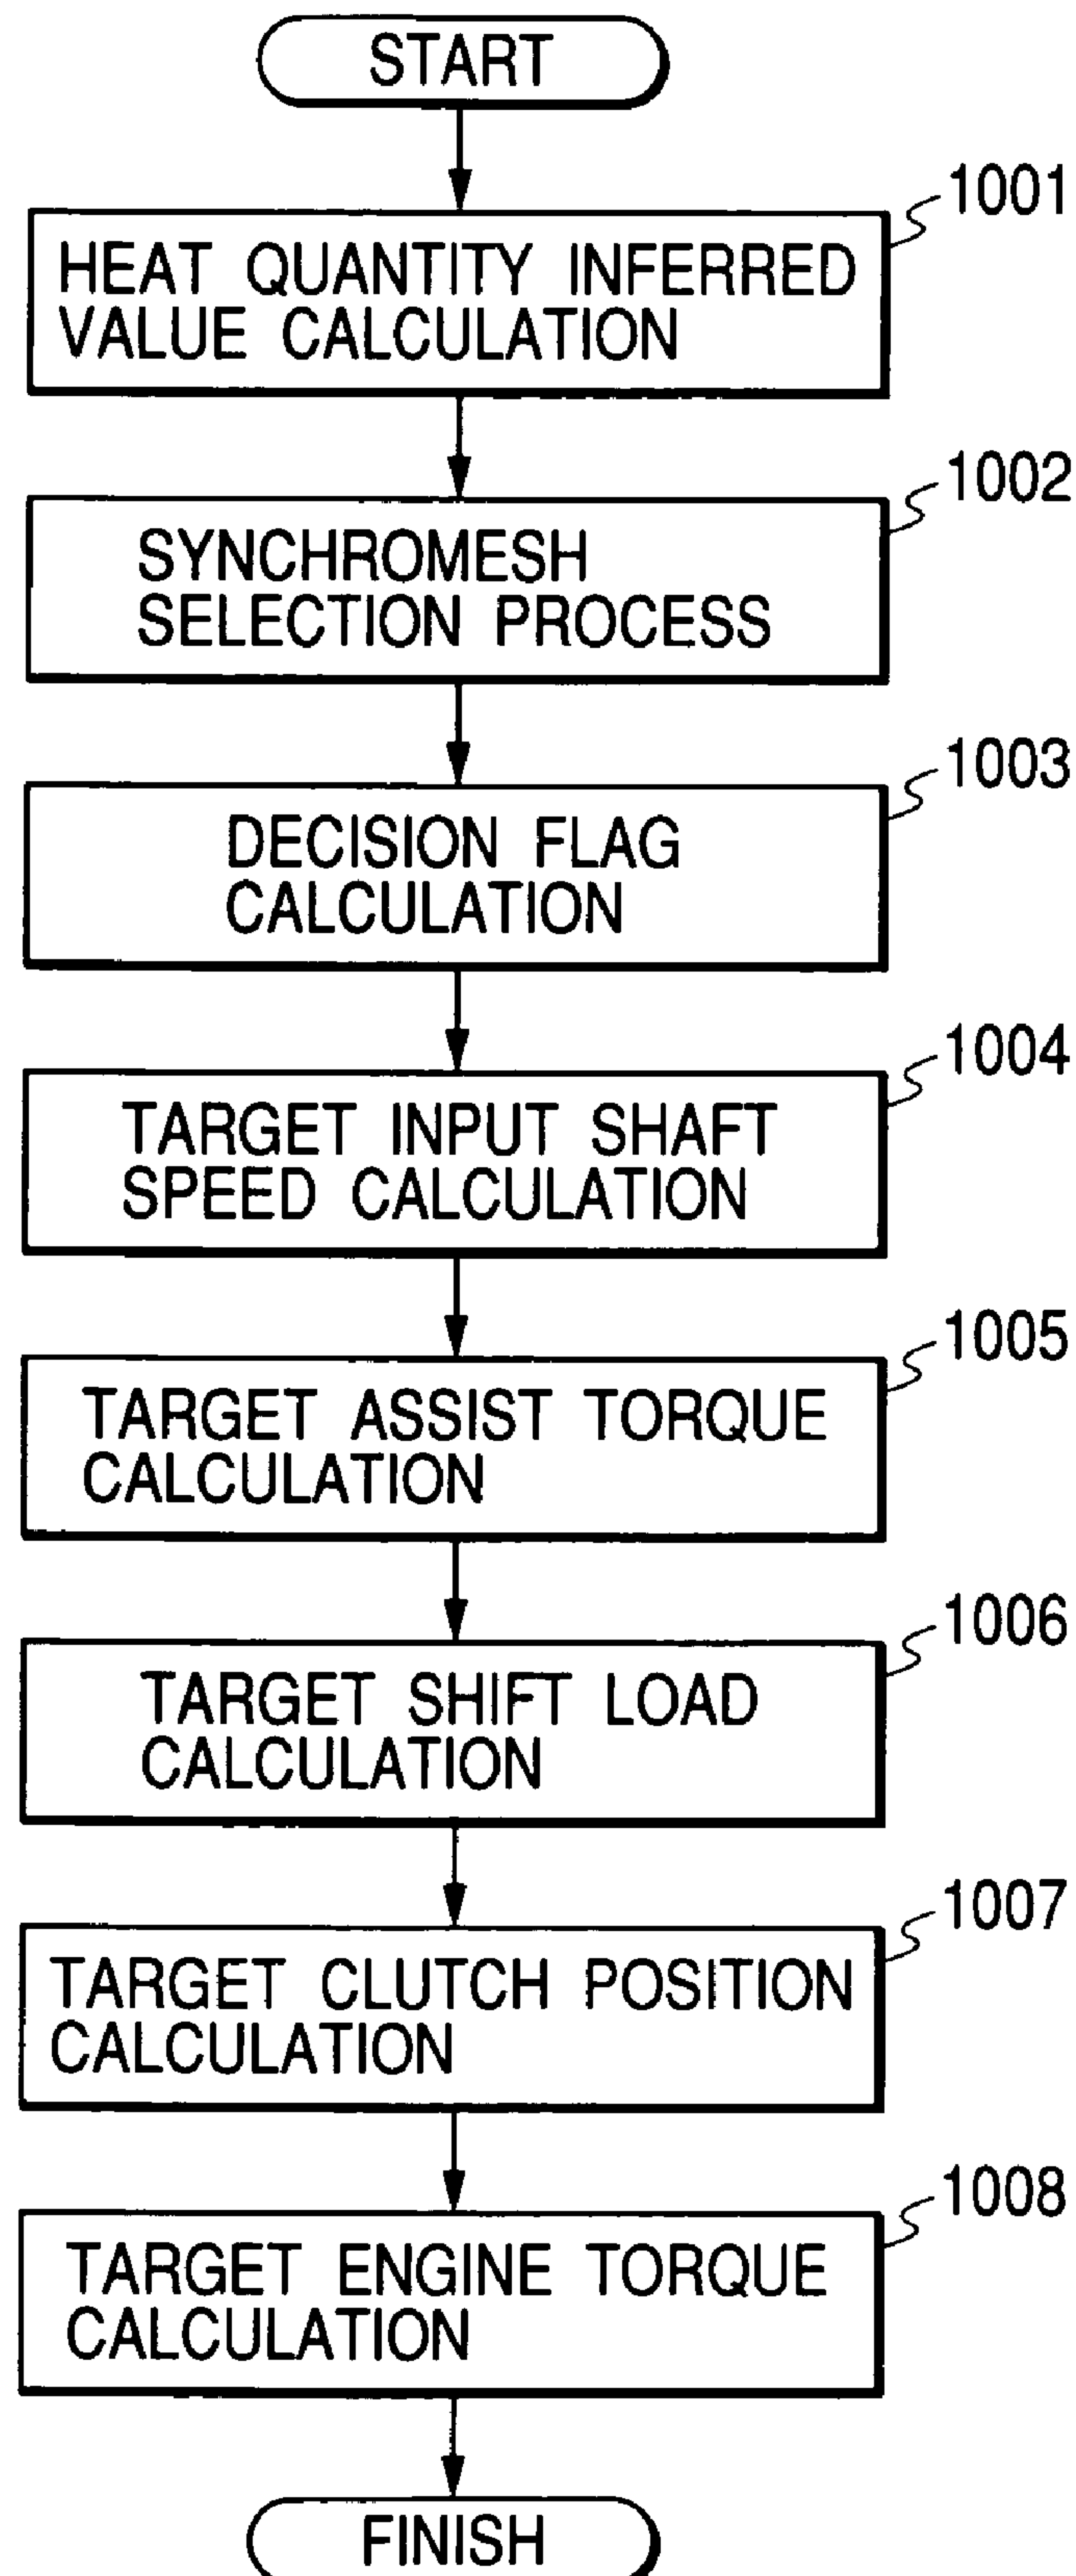 START
1001
HEAT QUANTITY INFERRED
VALUE CALCULATION
1002
SYNCHROMESH
SELECTION PROCESS
1003
DECISION FLAG
CALCULATION
1004
TARGET INPUT SHAFT
SPEED CALCULATION
1005
TARGET ASSIST TORQUE
CALCULATION
1006
TARGET SHIFT LOAD
CALCULATION
1007
TARGET CLUTCH POSITION
CALCULATION
1008
TARGET ENGINE TORQUE
CALCULATION
FINISH